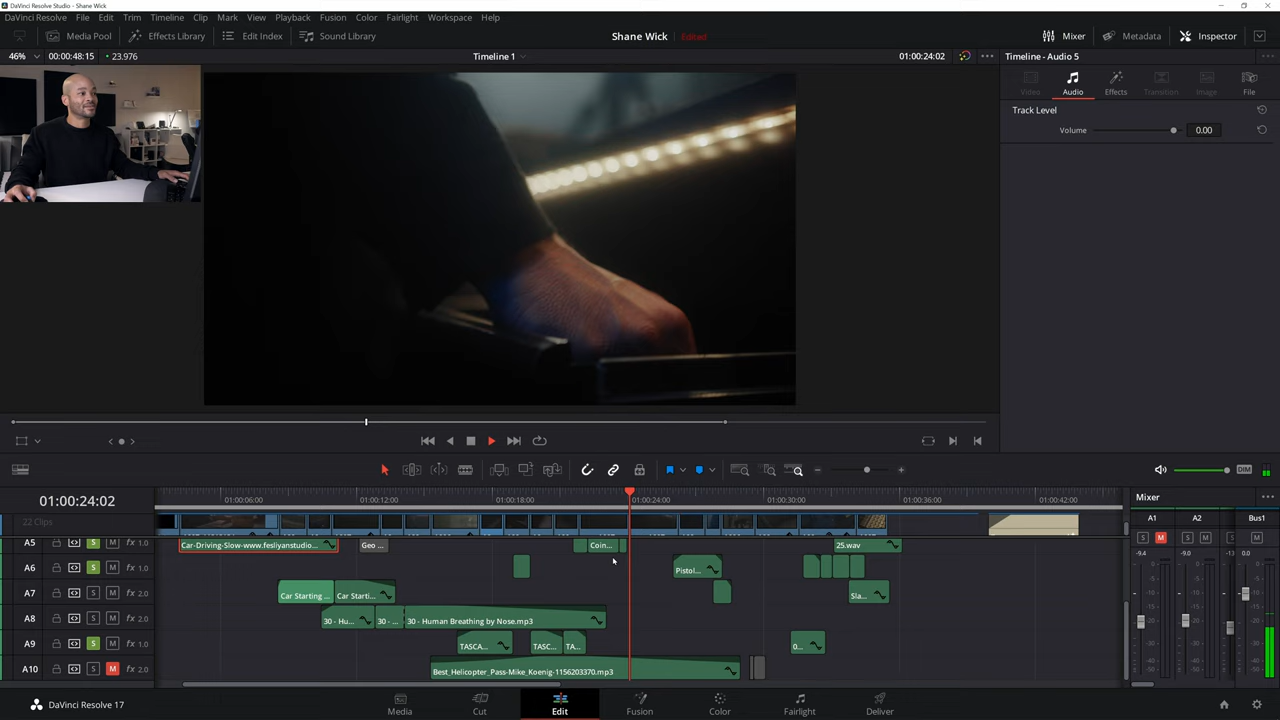 DaVinci Resolve Studio - Shane Wick
DaVinci Resolve File Edit Trim Timeline Clip Mark View Playback Fusion Color Fairlight Workspace Help
Media Pool Effects Library Edit Index Sound Library Shane Wick Edited Mixer Metadata Inspector
46% 00:00:48:15 23.976 Timeline 1 01:00:24:02 Timeline - Audio 5
Video Audio Effects Transition Image File
Track Level
Volume 0.00
DIM
01:00:24:02 01:00:06:00 01:00:12:00 01:00:18:00 01:00:24:00 01:00:30:00 01:00:36:00 01:00:42:00 Mixer
22 Clips A1 A2 Bus1
A5 S M fx 1.0 Car-Driving-Slow-www.fesliyanstudio... Geo ... Coin... 25.wav S M S M
-9.4 -9.0 -13 0.0
A6 S M fx 1.0 Pistol...
A7 S M fx 2.0 Car Starting ... Car Starti... Sla...
A8 S M fx 2.0 30 - Hu... 30 - ... 30 - Human Breathing by Nose.mp3
A9 S M fx 1.0 TASCA... TASC... TA... 0...
A10 S M fx 2.0 Best_Helicopter_Pass-Mike_Koenig-1156203370.mp3
DaVinci Resolve 17 Media Cut Edit Fusion Color Fairlight Deliver